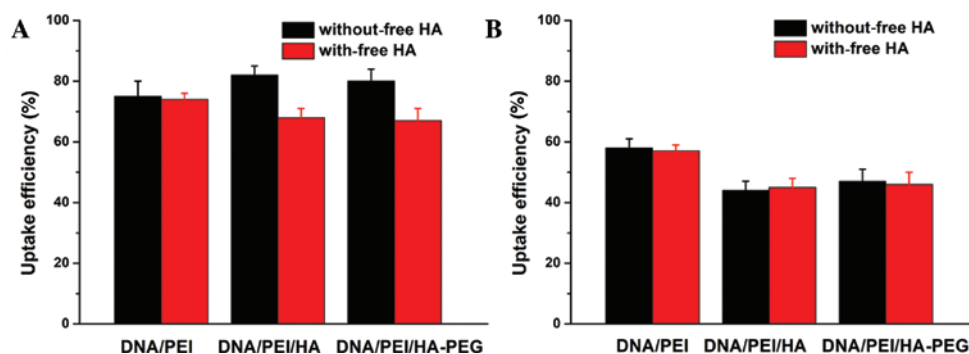 A
without-free HA
with-free HA
Uptake efficiency (%)
100
80
60
40
20
0
DNA/PEI DNA/PEI/HA DNA/PEI/HA-PEG
B
without-free HA
with-free HA
Uptake efficiency (%)
100
80
60
40
20
0
DNA/PEI DNA/PEI/HA DNA/PEI/HA-PEG